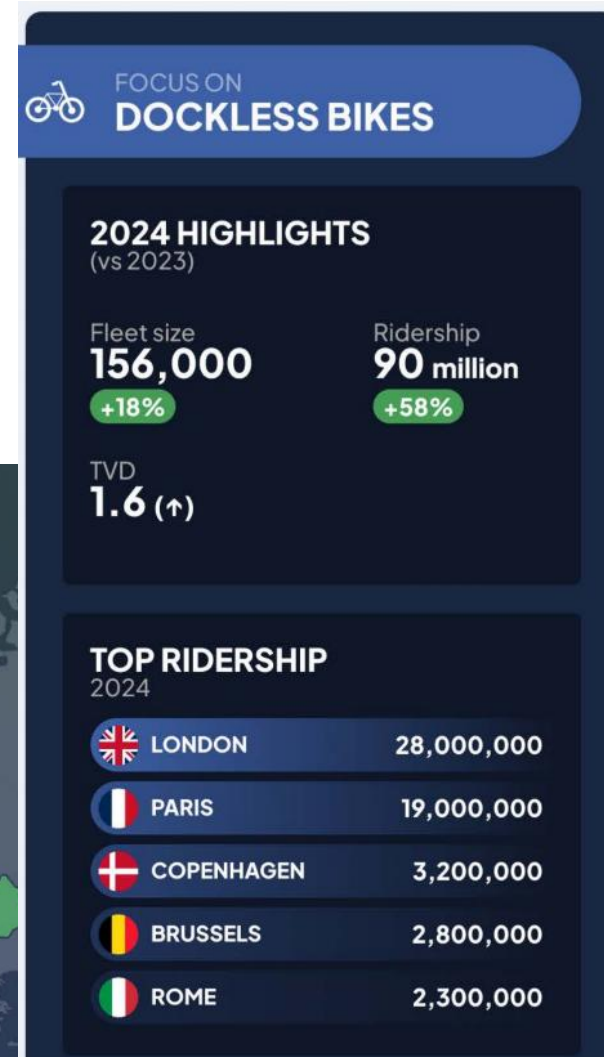 FOCUS ON
DOCKLESS BIKES
2024 HIGHLIGHTS
(vs 2023)
Fleet size
156,000
+18%
Ridership
90 million
+58%
TVD
1.6 (↑)
TOP RIDERSHIP
2024
LONDON 28,000,000
PARIS 19,000,000
COPENHAGEN 3,200,000
BRUSSELS 2,800,000
ROME 2,300,000